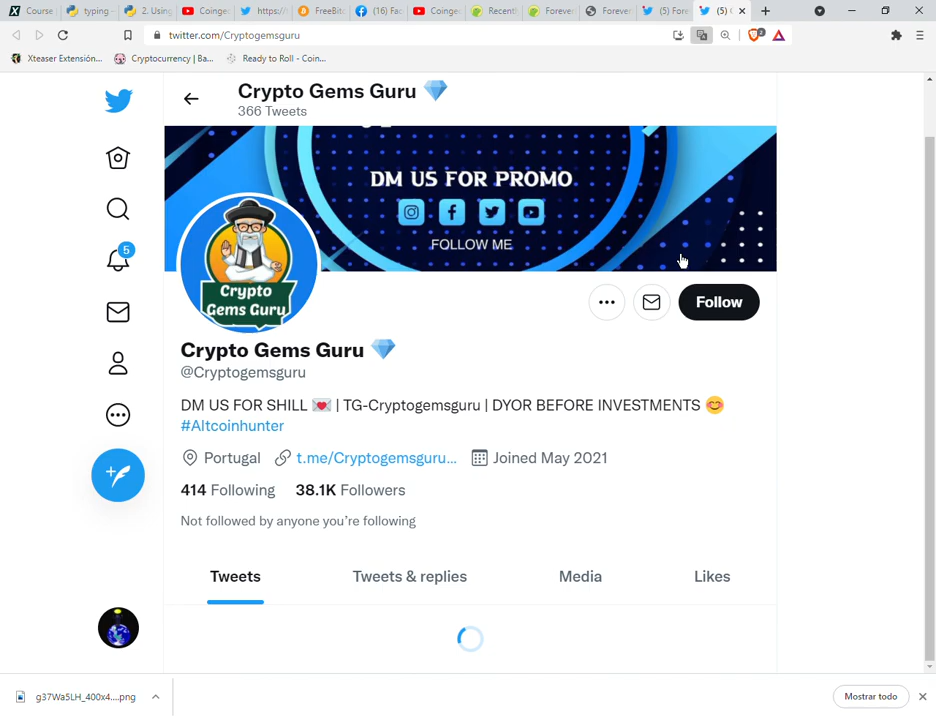 Course
typing -
2. Using
Coinge
https://
FreeBit
(16) Fac
Coinge
Recent
Forever
Forever
(5) Fore
(5)
twitter.com/Cryptogemsguru
Xteaser Extensión...
Cryptocurrency | Ba...
Ready to Roll - Coin...
Crypto Gems Guru
366 Tweets
DM US FOR PROMO
FOLLOW ME
Crypto
Gems Guru
5
Follow
Crypto Gems Guru
@Cryptogemsguru
DM US FOR SHILL 💌 | TG-Cryptogemsguru | DYOR BEFORE INVESTMENTS 😊
#Altcoinhunter
Portugal t.me/Cryptogemsguru... Joined May 2021
414 Following 38.1K Followers
Not followed by anyone you're following
Tweets Tweets & replies Media Likes
g37Wa5LH_400x4....png
Mostrar todo